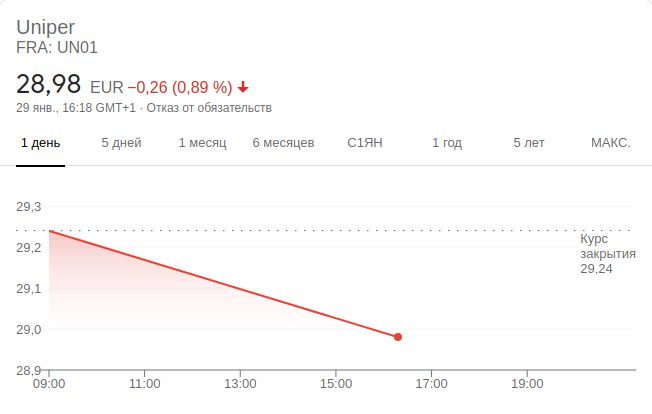 Uniper
FRA: UN01
28,98 EUR −0,26 (0,89 %)
29 янв., 16:18 GMT+1 · Отказ от обязательств
1 день 5 дней 1 месяц 6 месяцев С1ЯН 1 год 5 лет МАКС.
29,3
Курс
закрытия
29,24
29,2
29,1
29,0
28,9
09:00 11:00 13:00 15:00 17:00 19:00